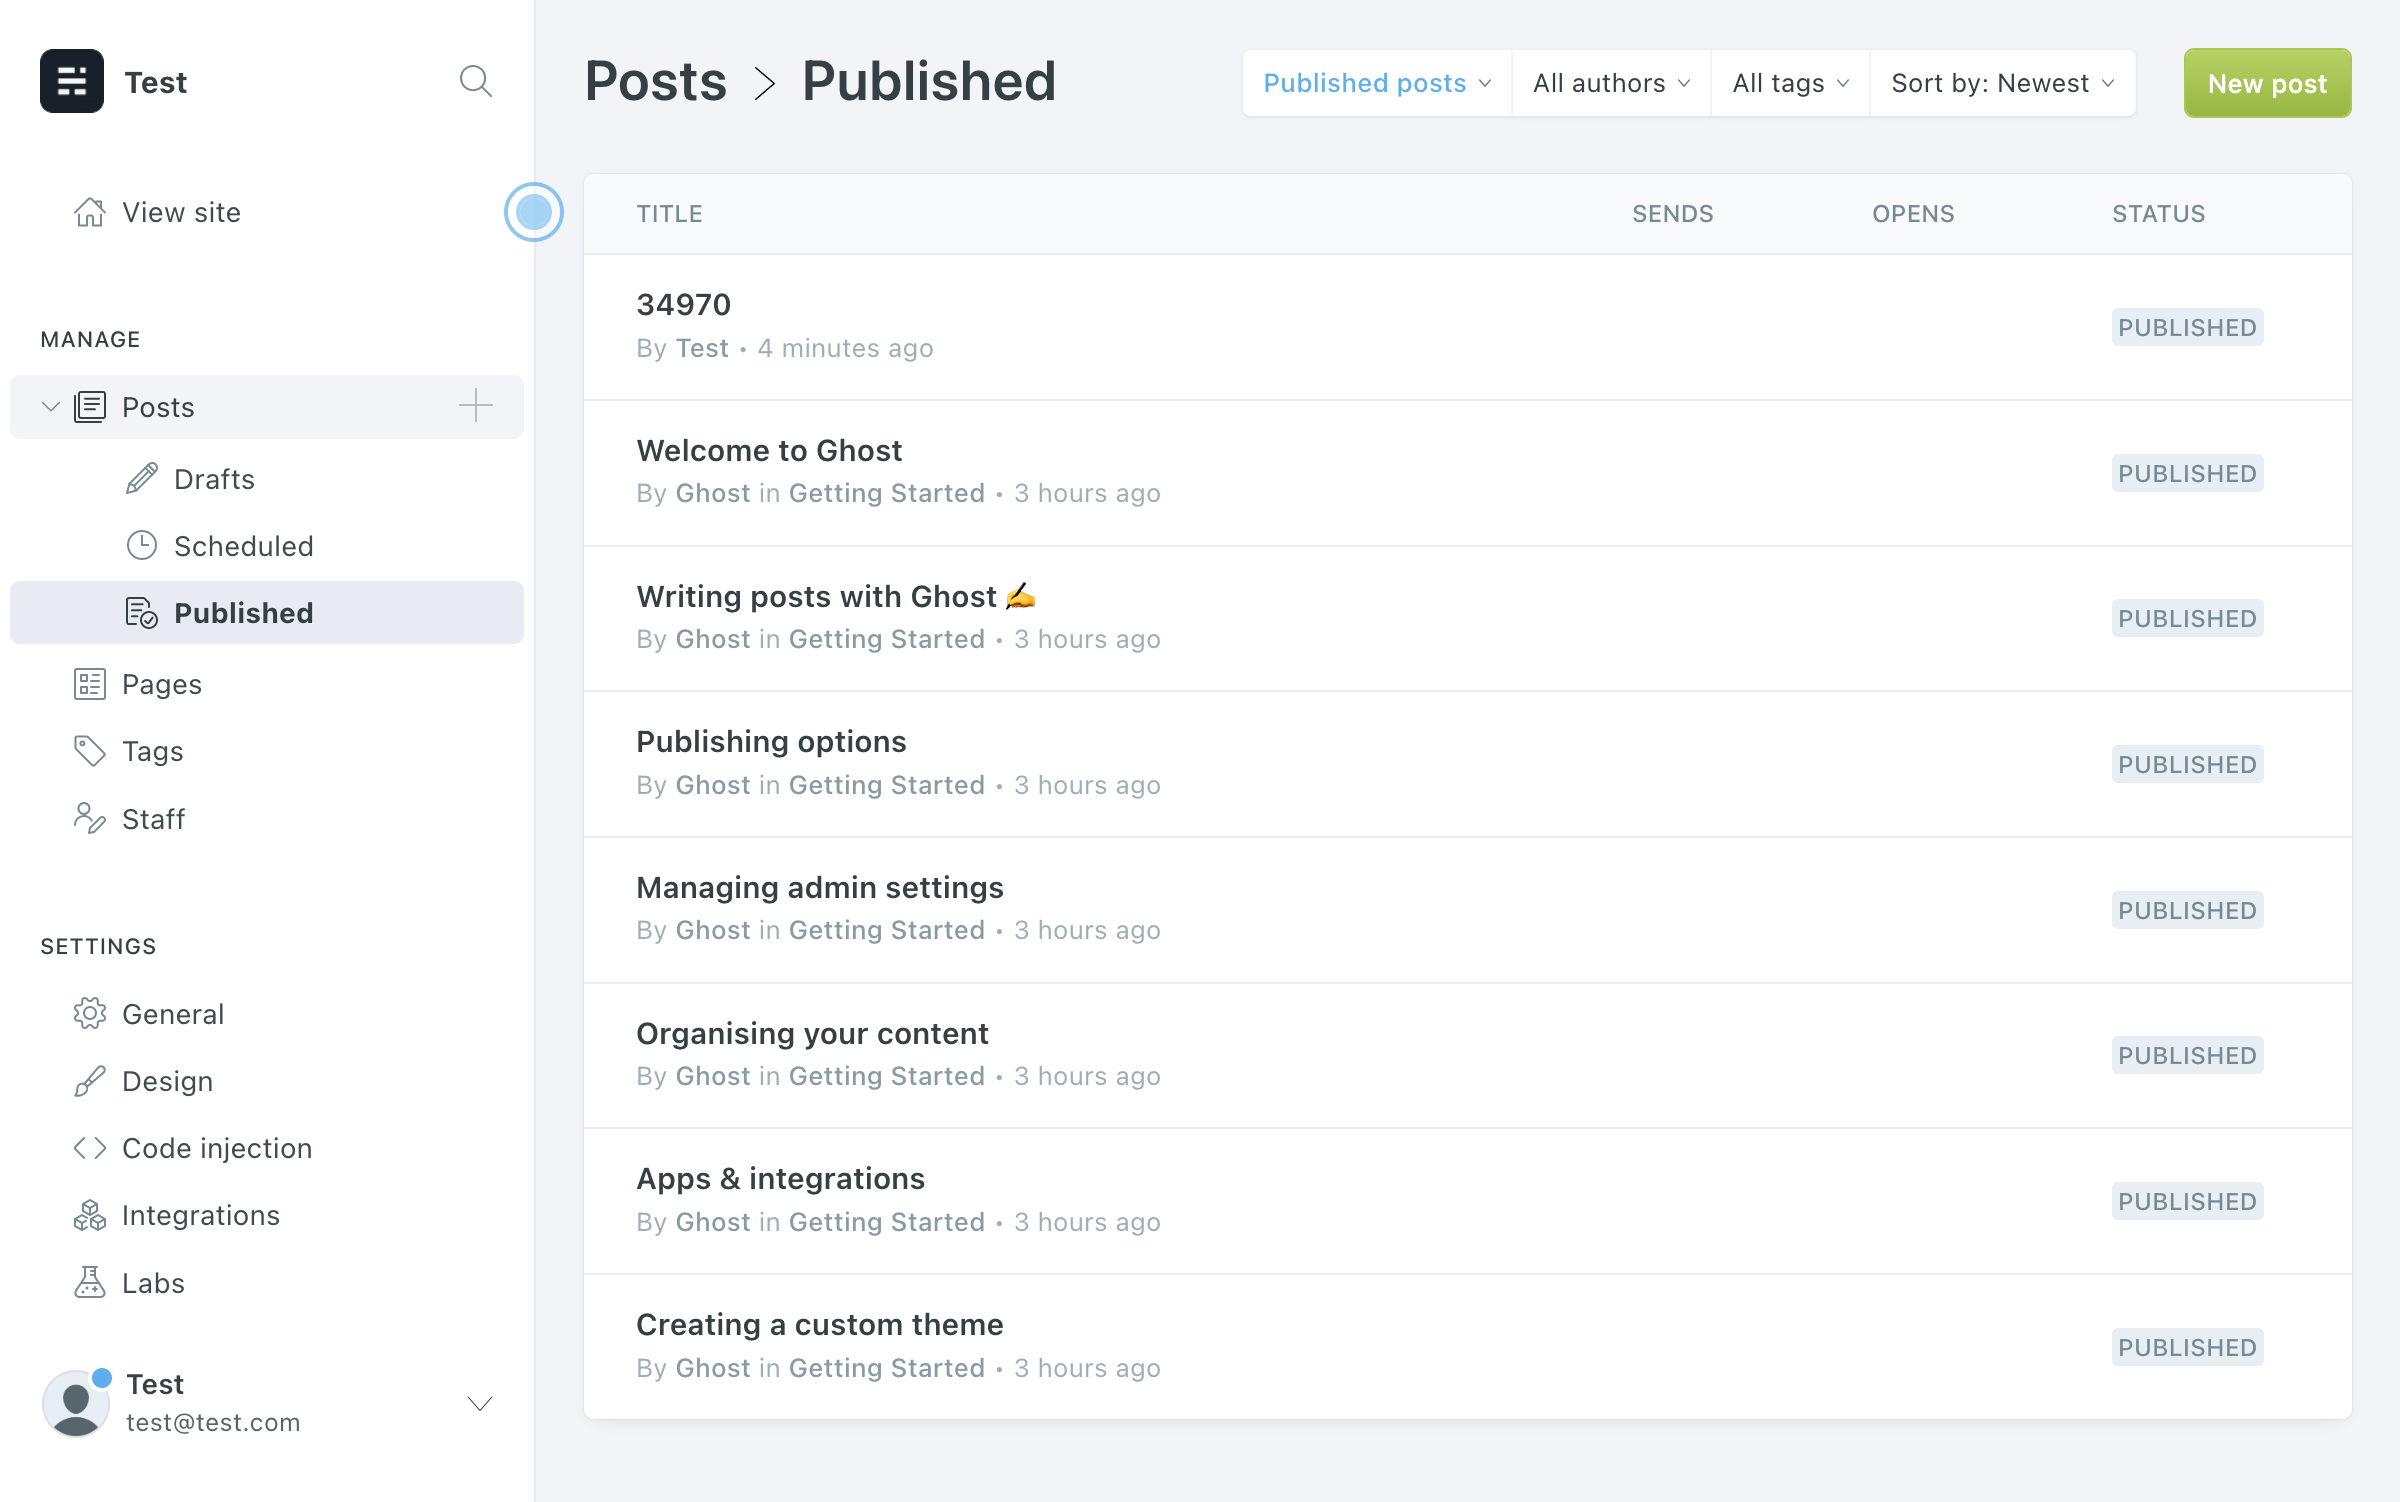 Test
View site
MANAGE
Posts
Drafts
Scheduled
Published
Pages
Tags
Staff
SETTINGS
General
Design
Code injection
Integrations
Labs
Test
test@test.com
Posts > Published
Published posts
All authors
All tags
Sort by: Newest
New post
TITLE SENDS OPENS STATUS
34970
By Test • 4 minutes ago
PUBLISHED
Welcome to Ghost
By Ghost in Getting Started • 3 hours ago
PUBLISHED
Writing posts with Ghost ✍️
By Ghost in Getting Started • 3 hours ago
PUBLISHED
Publishing options
By Ghost in Getting Started • 3 hours ago
PUBLISHED
Managing admin settings
By Ghost in Getting Started • 3 hours ago
PUBLISHED
Organising your content
By Ghost in Getting Started • 3 hours ago
PUBLISHED
Apps & integrations
By Ghost in Getting Started • 3 hours ago
PUBLISHED
Creating a custom theme
By Ghost in Getting Started • 3 hours ago
PUBLISHED